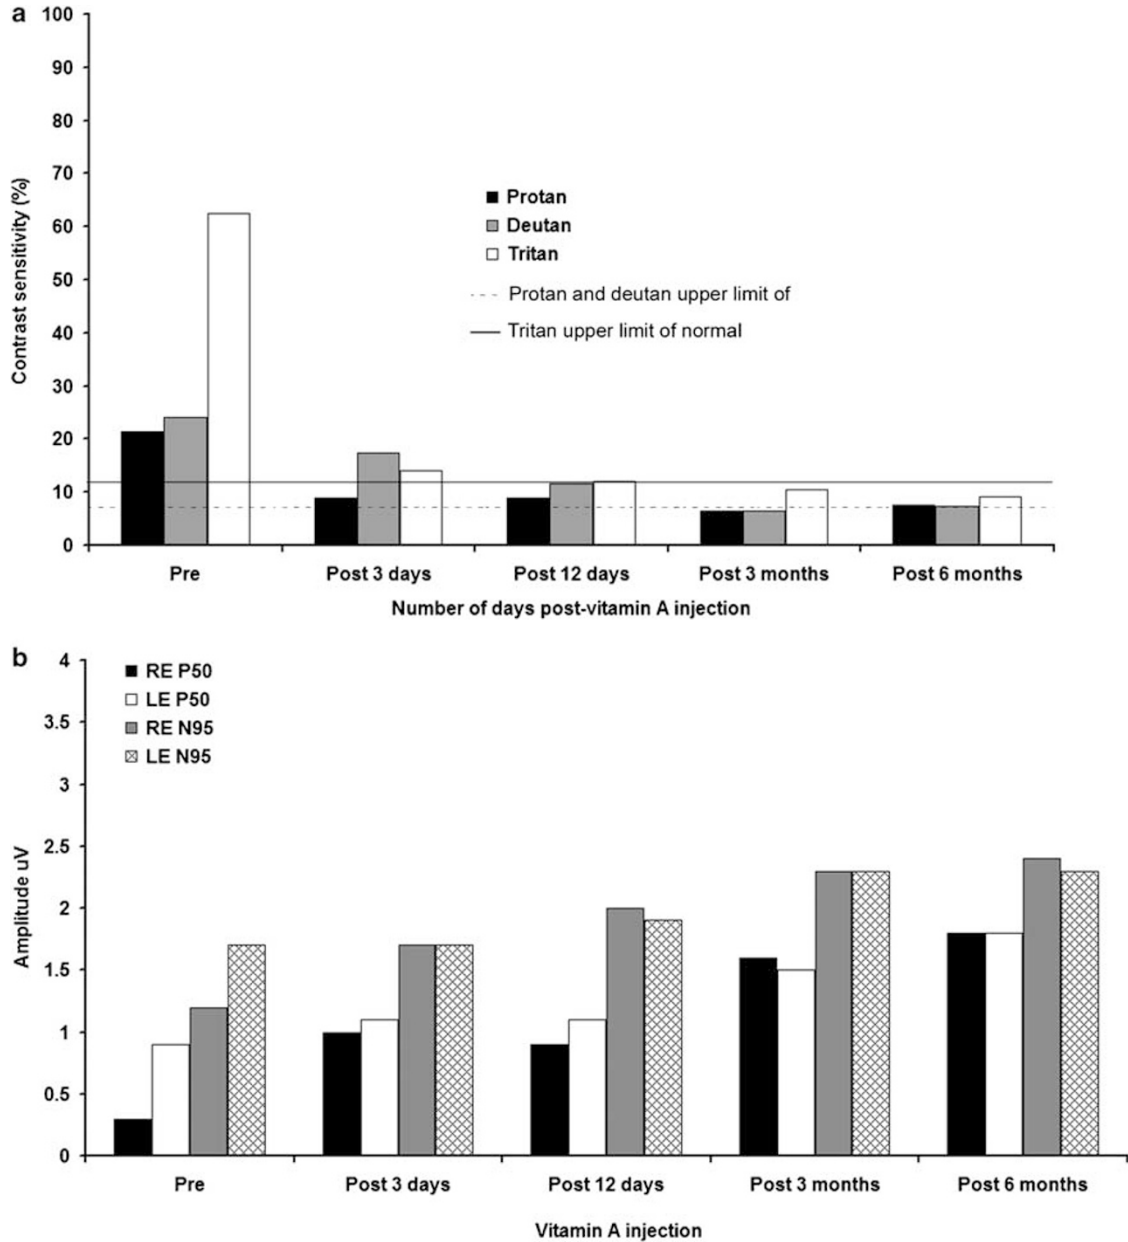 a
100
90
80
70
60
50
40
30
20
10
0
Contrast sensitivity (%)
Protan
Deutan
Tritan
Protan and deutan upper limit of
Tritan upper limit of normal
Pre Post 3 days Post 12 days Post 3 months Post 6 months
Number of days post-vitamin A injection
b
4
3.5
3
2.5
2
1.5
1
0.5
0
Amplitude uV
RE P50
LE P50
RE N95
LE N95
Pre Post 3 days Post 12 days Post 3 months Post 6 months
Vitamin A injection